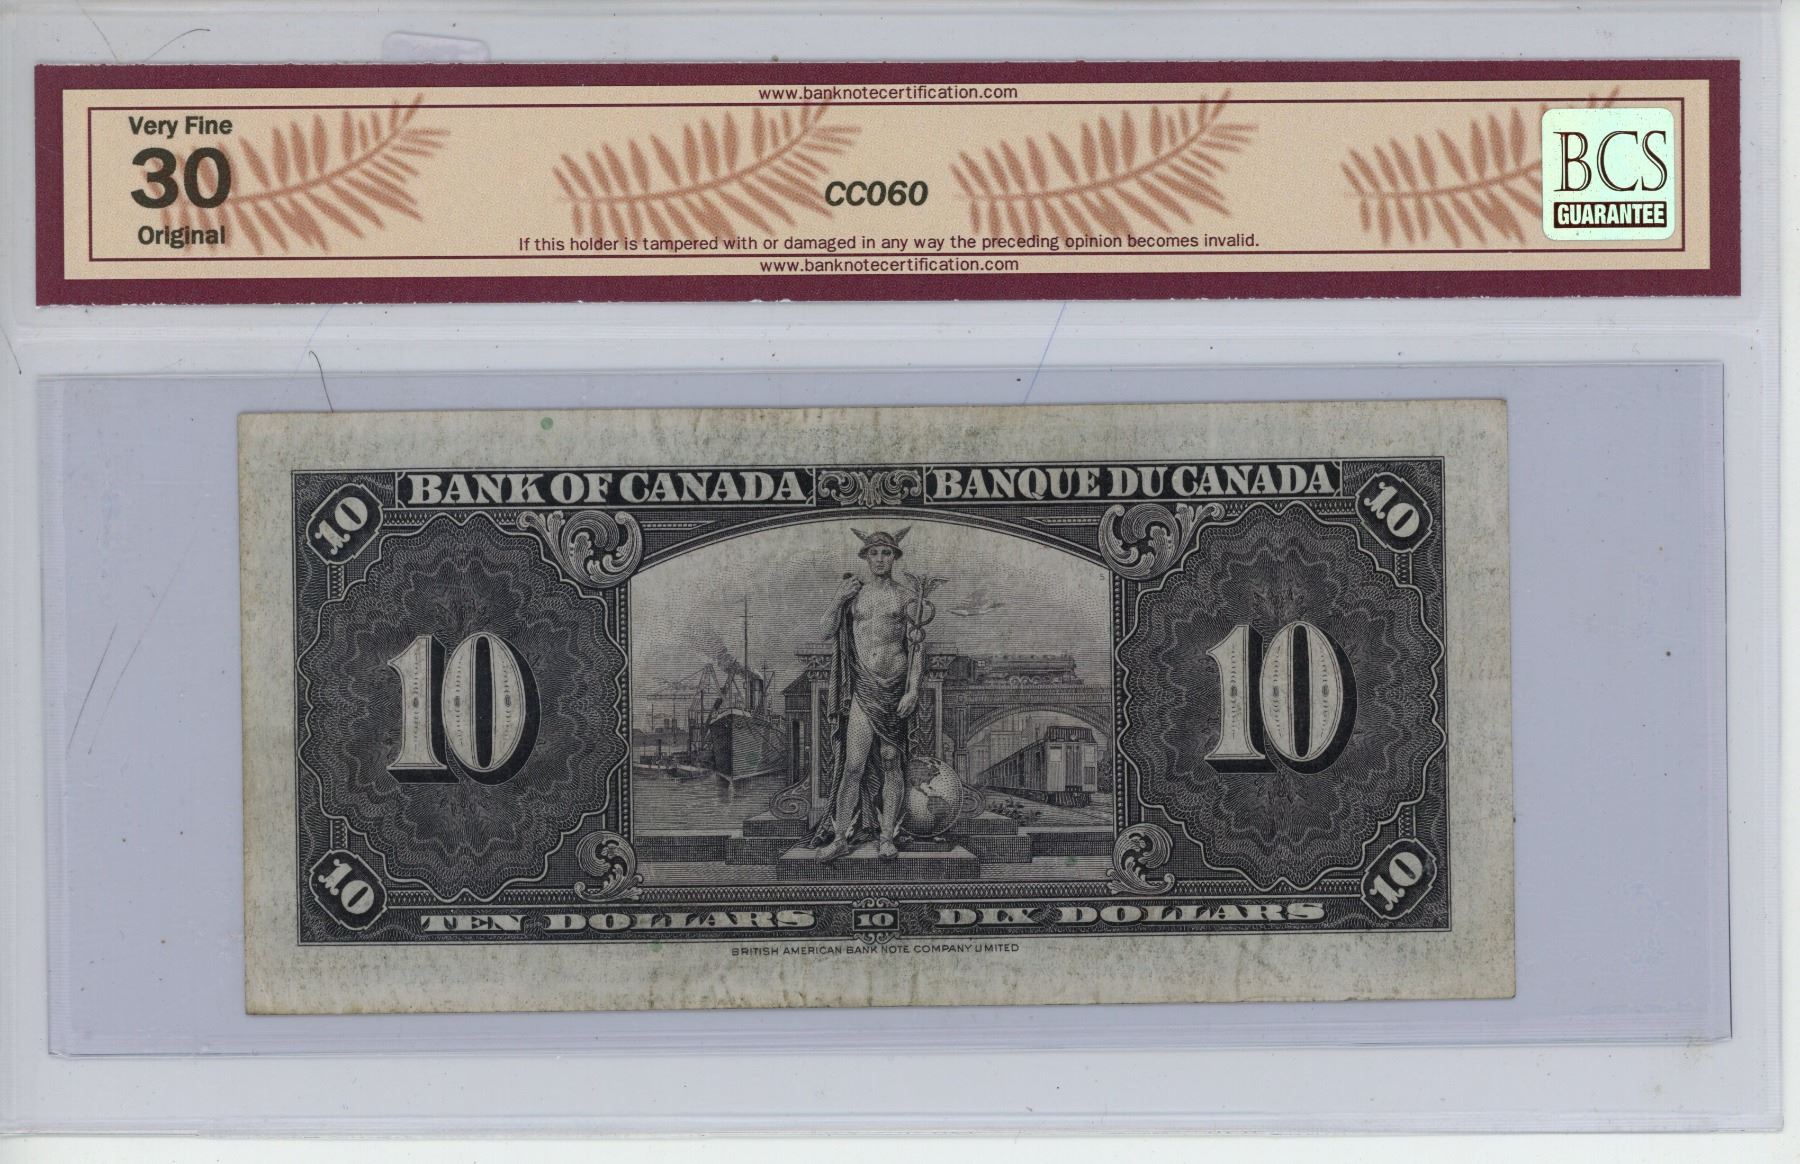 www.banknotecertification.com
Very Fine
30
Original
CC060
BCS
GUARANTEE
If this holder is tampered with or damaged in any way the preceding opinion becomes invalid.
www.banknotecertification.com
BANK OF CANADA BANQUE DU CANADA
10 10
10 10
S
10 10
TEN DOLLARS 10 DIX DOLLARS
BRITISH AMERICAN BANK NOTE COMPANY LIMITED